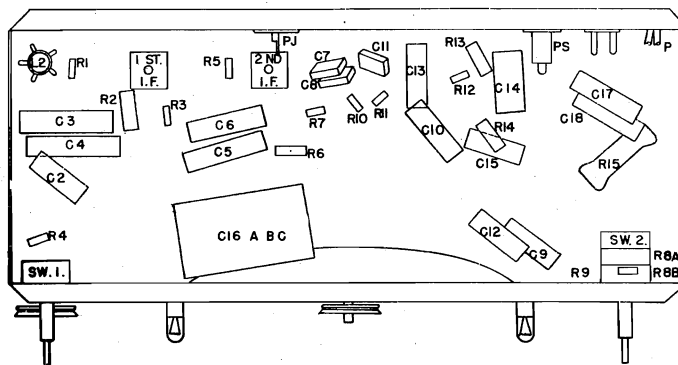 PJ
PS
P
L2
R1
1 ST.
I.F.
R5
2 ND
I.F.
C7
C8
C11
C13
R13
R12
C14
C17
C18
R2
R3
C3
C4
C6
C5
R7
R10
R11
C10
R14
C15
R6
R15
C2
C16 A B C
R4
C12
C9
SW. 1.
SW. 2.
R8A
R9
R8B